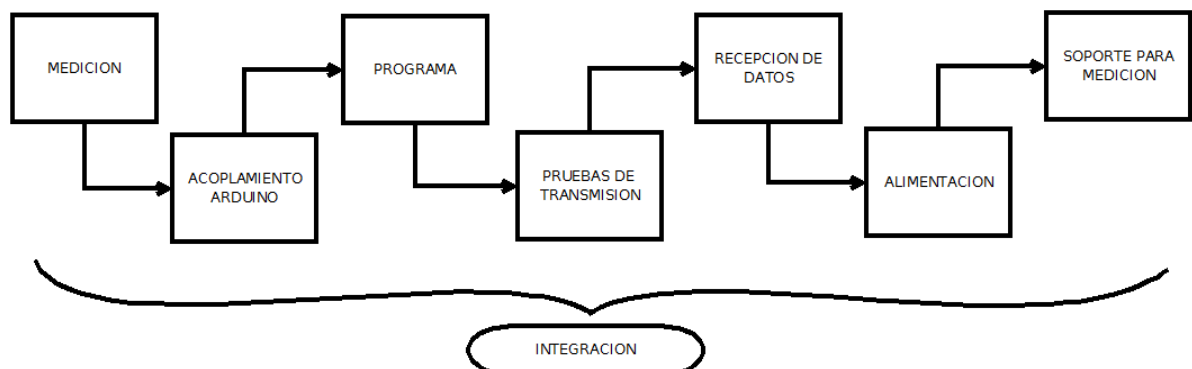 MEDICION
ACOPLAMIENTO
ARDUINO
PROGRAMA
PRUEBAS DE
TRANSMISION
RECEPCION DE
DATOS
ALIMENTACION
SOPORTE PARA
MEDICION
INTEGRACION